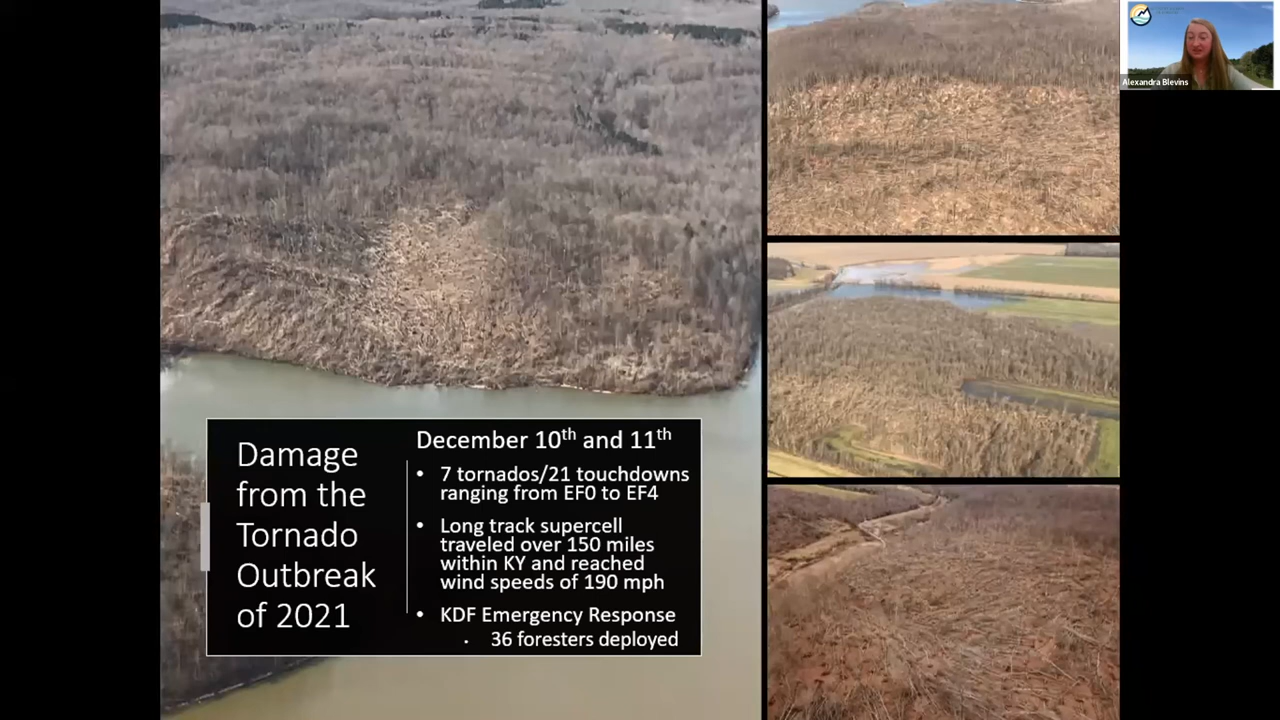 Damage
from the
Tornado
Outbreak
of 2021
December 10th and 11th
• 7 tornados/21 touchdowns
ranging from EF0 to EF4
• Long track supercell
traveled over 150 miles
within KY and reached
wind speeds of 190 mph
• KDF Emergency Response
• 36 foresters deployed
Alexandra Blevins